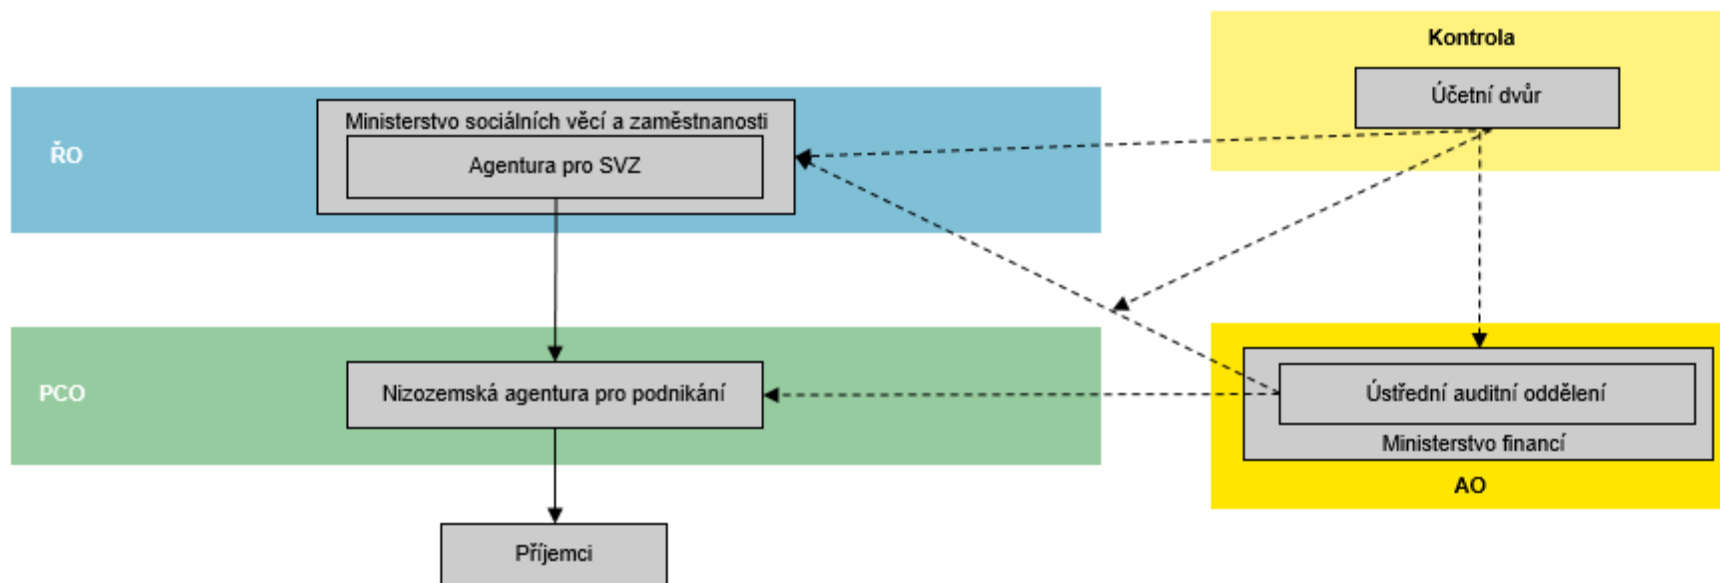 Kontrola
Účetní dvůr
ŘO
Ministerstvo sociálních věcí a zaměstnanosti
Agentura pro SVZ
PCO
Nizozemská agentura pro podnikání
Ústřední auditní oddělení
Ministerstvo financí
AO
Příjemci